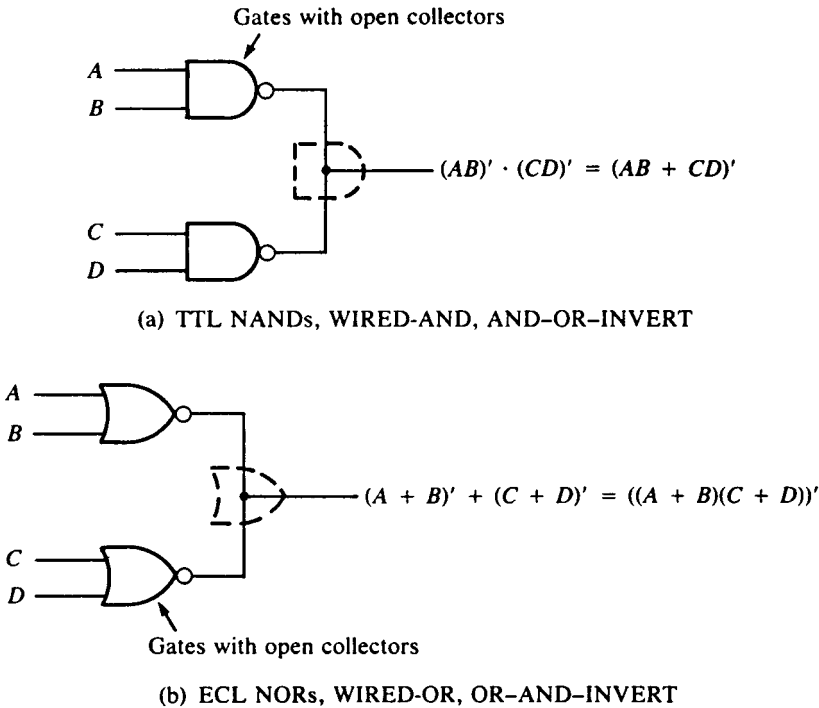 Gates with open collectors
A
B
(AB)′ · (CD)′ = (AB + CD)′
C
D
(a) TTL NANDs, WIRED-AND, AND–OR–INVERT
A
B
(A + B)′ + (C + D)′ = ((A + B)(C + D))′
C
D
Gates with open collectors
(b) ECL NORs, WIRED-OR, OR–AND–INVERT